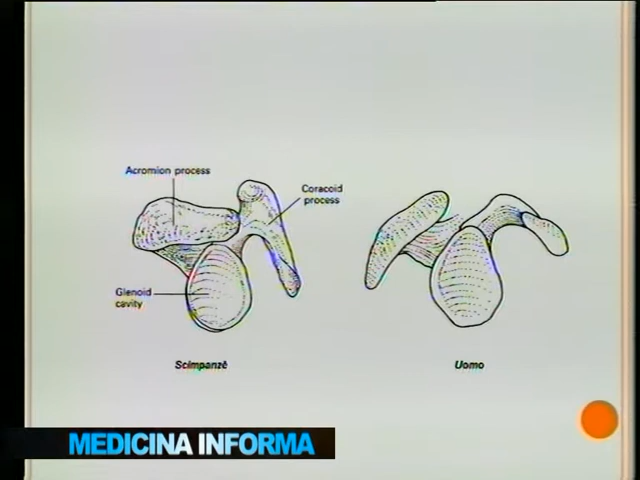 Acromion process
Coracoid
process
Glenoid
cavity
Scimpanzè
Uomo
MEDICINA INFORMA